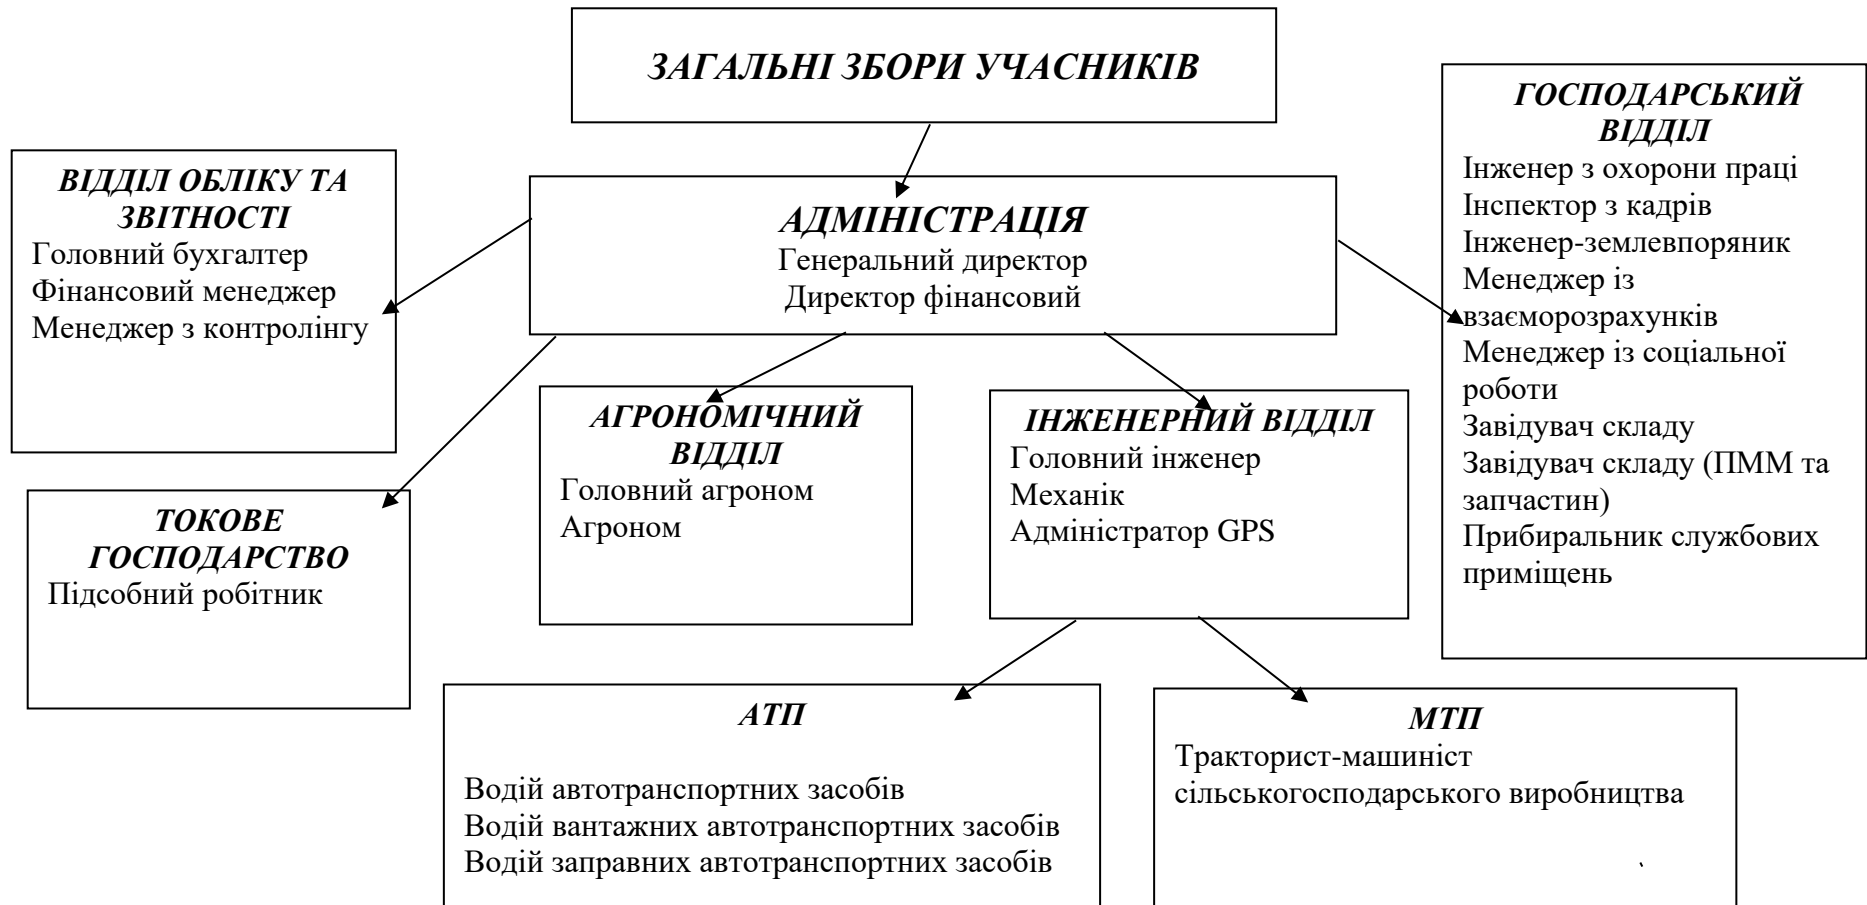 ЗАГАЛЬНІ ЗБОРИ УЧАСНИКІВ
ВІДДІЛ ОБЛІКУ ТА
ЗВІТНОСТІ
Головний бухгалтер
Фінансовий менеджер
Менеджер з контролінгу
АДМІНІСТРАЦІЯ
Генеральний директор
Директор фінансовий
ГОСПОДАРСЬКИЙ
ВІДДІЛ
Інженер з охорони праці
Інспектор з кадрів
Інженер-землевпоряник
Менеджер із
взаєморозрахунків
Менеджер із соціальної
роботи
Завідувач складу
Завідувач складу (ПММ та
запчастин)
Прибиральник службових
приміщень
ТОКОВЕ
ГОСПОДАРСТВО
Підсобний робітник
АГРОНОМІЧНИЙ
ВІДДІЛ
Головний агроном
Агроном
ІНЖЕНЕРНИЙ ВІДДІЛ
Головний інженер
Механік
Адміністратор GPS
АТП
Водій автотранспортних засобів
Водій вантажних автотранспортних засобів
Водій заправних автотранспортних засобів
МТП
Тракторист-машиніст
сільськогосподарського виробництва